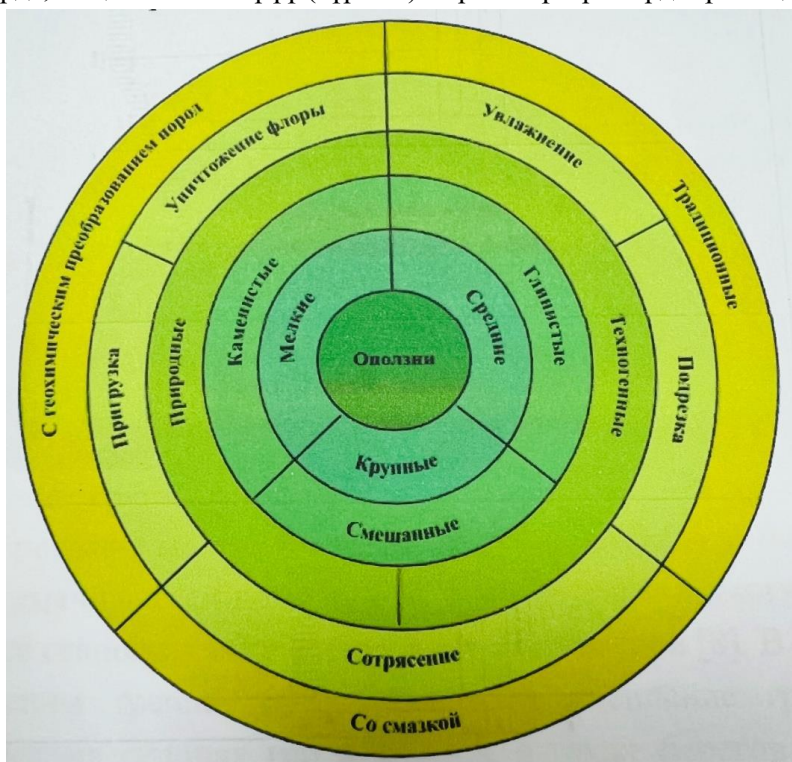 С геохимическим преобразованием пород
Традиционные
Со смазкой
Уничтожение флоры
Увлажнение
Подрезка
Сотрясение
Пригрузка
Природные
Техногенные
Каменистые
Глинистые
Смешанные
Мелкие
Средние
Крупные
Оползни